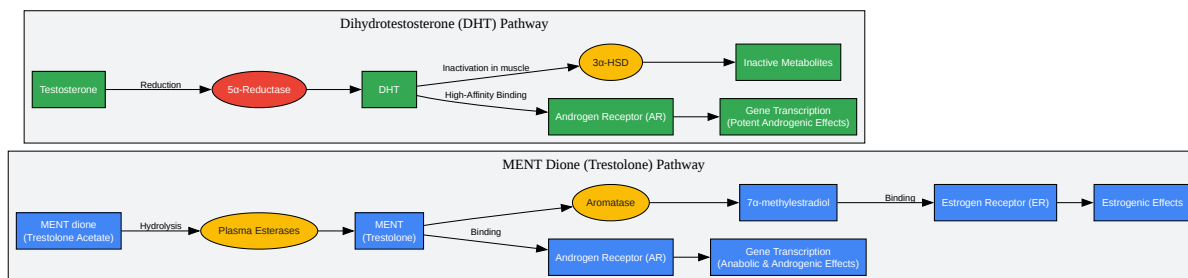 Dihydrotestosterone (DHT) Pathway
Testosterone
Reduction
5α-Reductase
DHT
Inactivation in muscle
3α-HSD
Inactive Metabolites
High-Affinity Binding
Androgen Receptor (AR)
Gene Transcription
(Potent Androgenic Effects)
MENT Dione (Trestolone) Pathway
MENT dione
(Trestolone Acetate)
Hydrolysis
Plasma Esterases
MENT
(Trestolone)
Aromatase
7α-methylestradiol
Binding
Estrogen Receptor (ER)
Estrogenic Effects
Binding
Androgen Receptor (AR)
Gene Transcription
(Anabolic & Androgenic Effects)